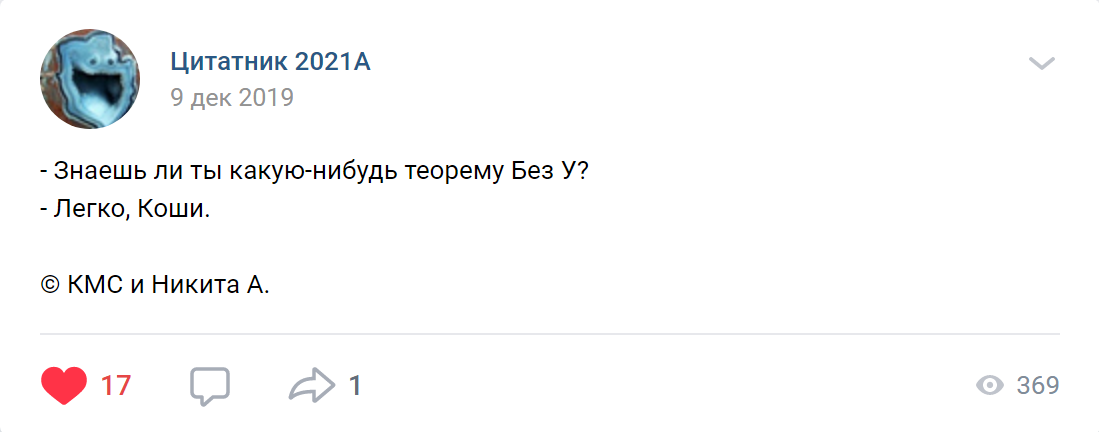 Цитатник 2021А
9 дек 2019
- Знаешь ли ты какую-нибудь теорему Без У?
- Легко, Коши.
© КМС и Никита А.
17
1
369